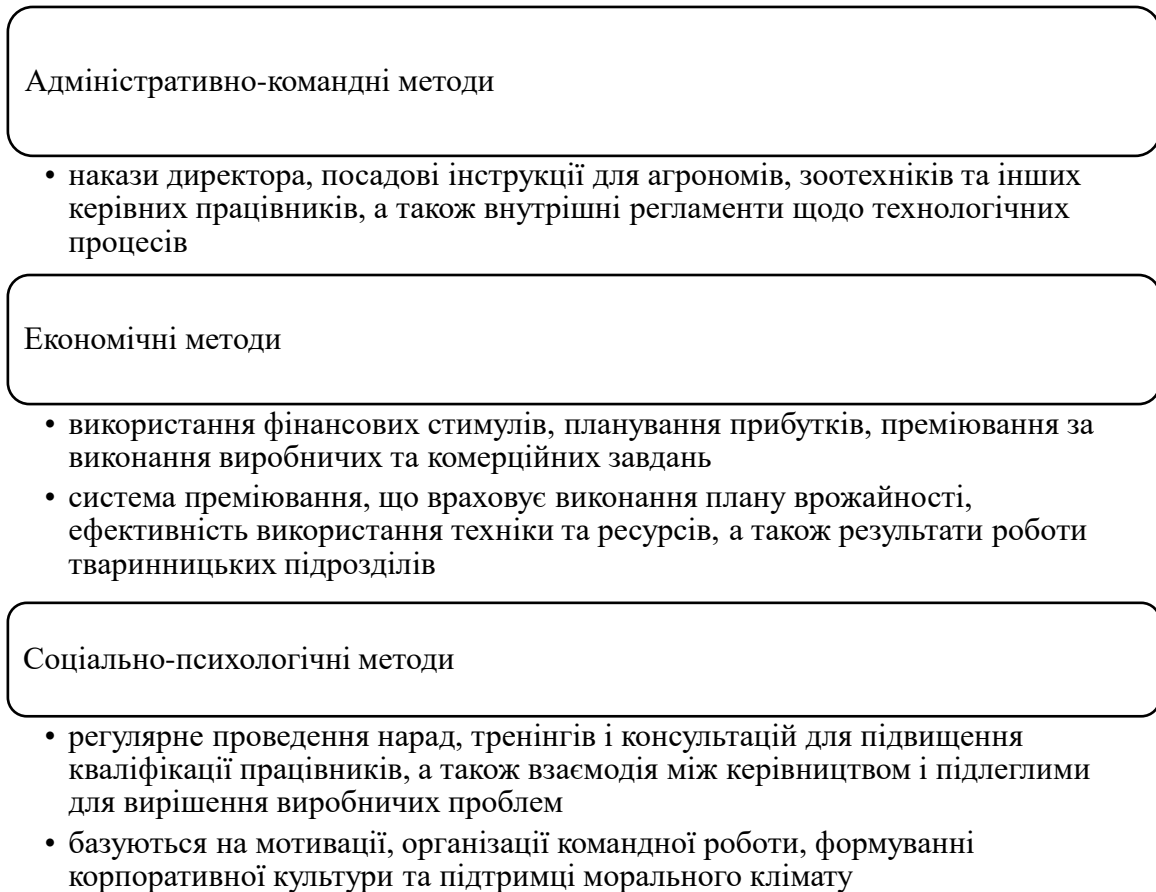 Адміністративно-командні методи
• накази директора, посадові інструкції для агрономів, зоотехніків та інших
керівних працівників, а також внутрішні регламенти щодо технологічних
процесів
Економічні методи
• використання фінансових стимулів, планування прибутків, преміювання за
виконання виробничих та комерційних завдань
• система преміювання, що враховує виконання плану врожайності,
ефективність використання техніки та ресурсів, а також результати роботи
тваринницьких підрозділів
Соціально-психологічні методи
• регулярне проведення нарад, тренінгів і консультацій для підвищення
кваліфікації працівників, а також взаємодія між керівництвом і підлеглими
для вирішення виробничих проблем
• базуються на мотивації, організації командної роботи, формуванні
корпоративної культури та підтримці морального клімату